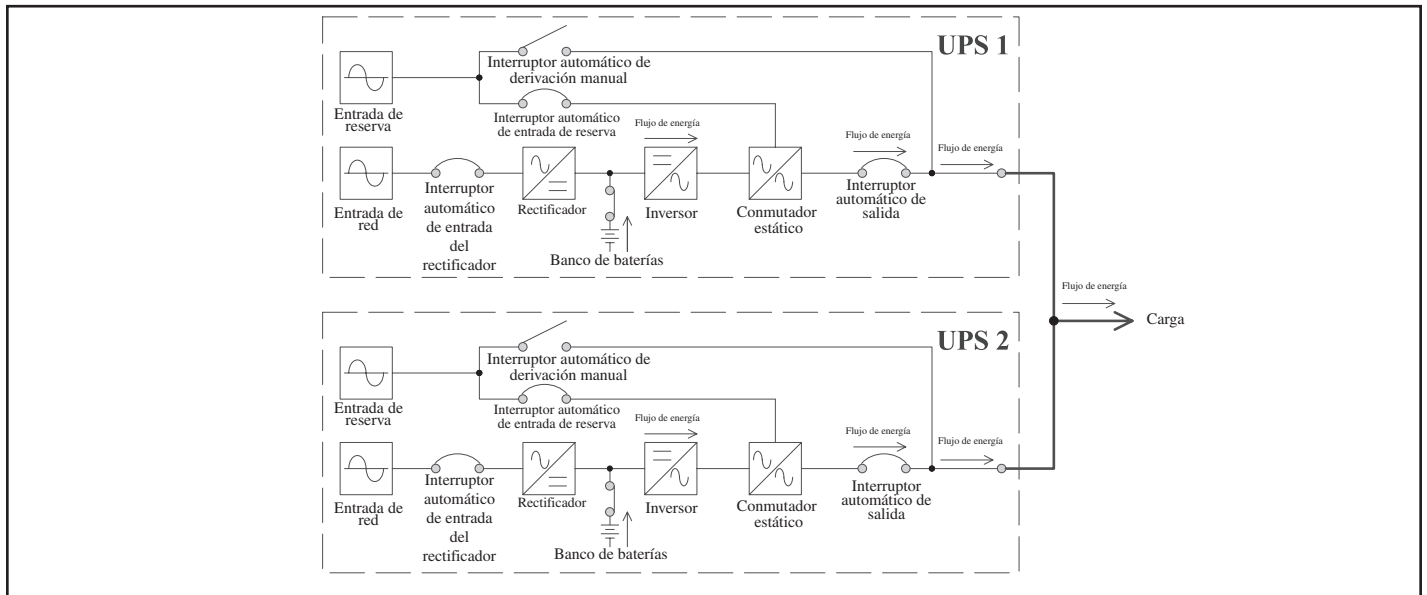 UPS 1
Interruptor automático de
derivación manual
Entrada de
reserva
Interruptor automático
de entrada de reserva
Flujo de energía
Flujo de energía
Flujo de energía
Entrada de
red
Interruptor
automático
de entrada
del
rectificador
Rectificador
Banco de baterías
Inversor
Conmutador
estático
Interruptor
automático de
salida
Flujo de energía
Carga
UPS 2
Interruptor automático de
derivación manual
Entrada de
reserva
Interruptor automático
de entrada de reserva
Flujo de energía
Flujo de energía
Flujo de energía
Entrada de
red
Interruptor
automático
de entrada
del
rectificador
Rectificador
Banco de baterías
Inversor
Conmutador
estático
Interruptor
automático de
salida